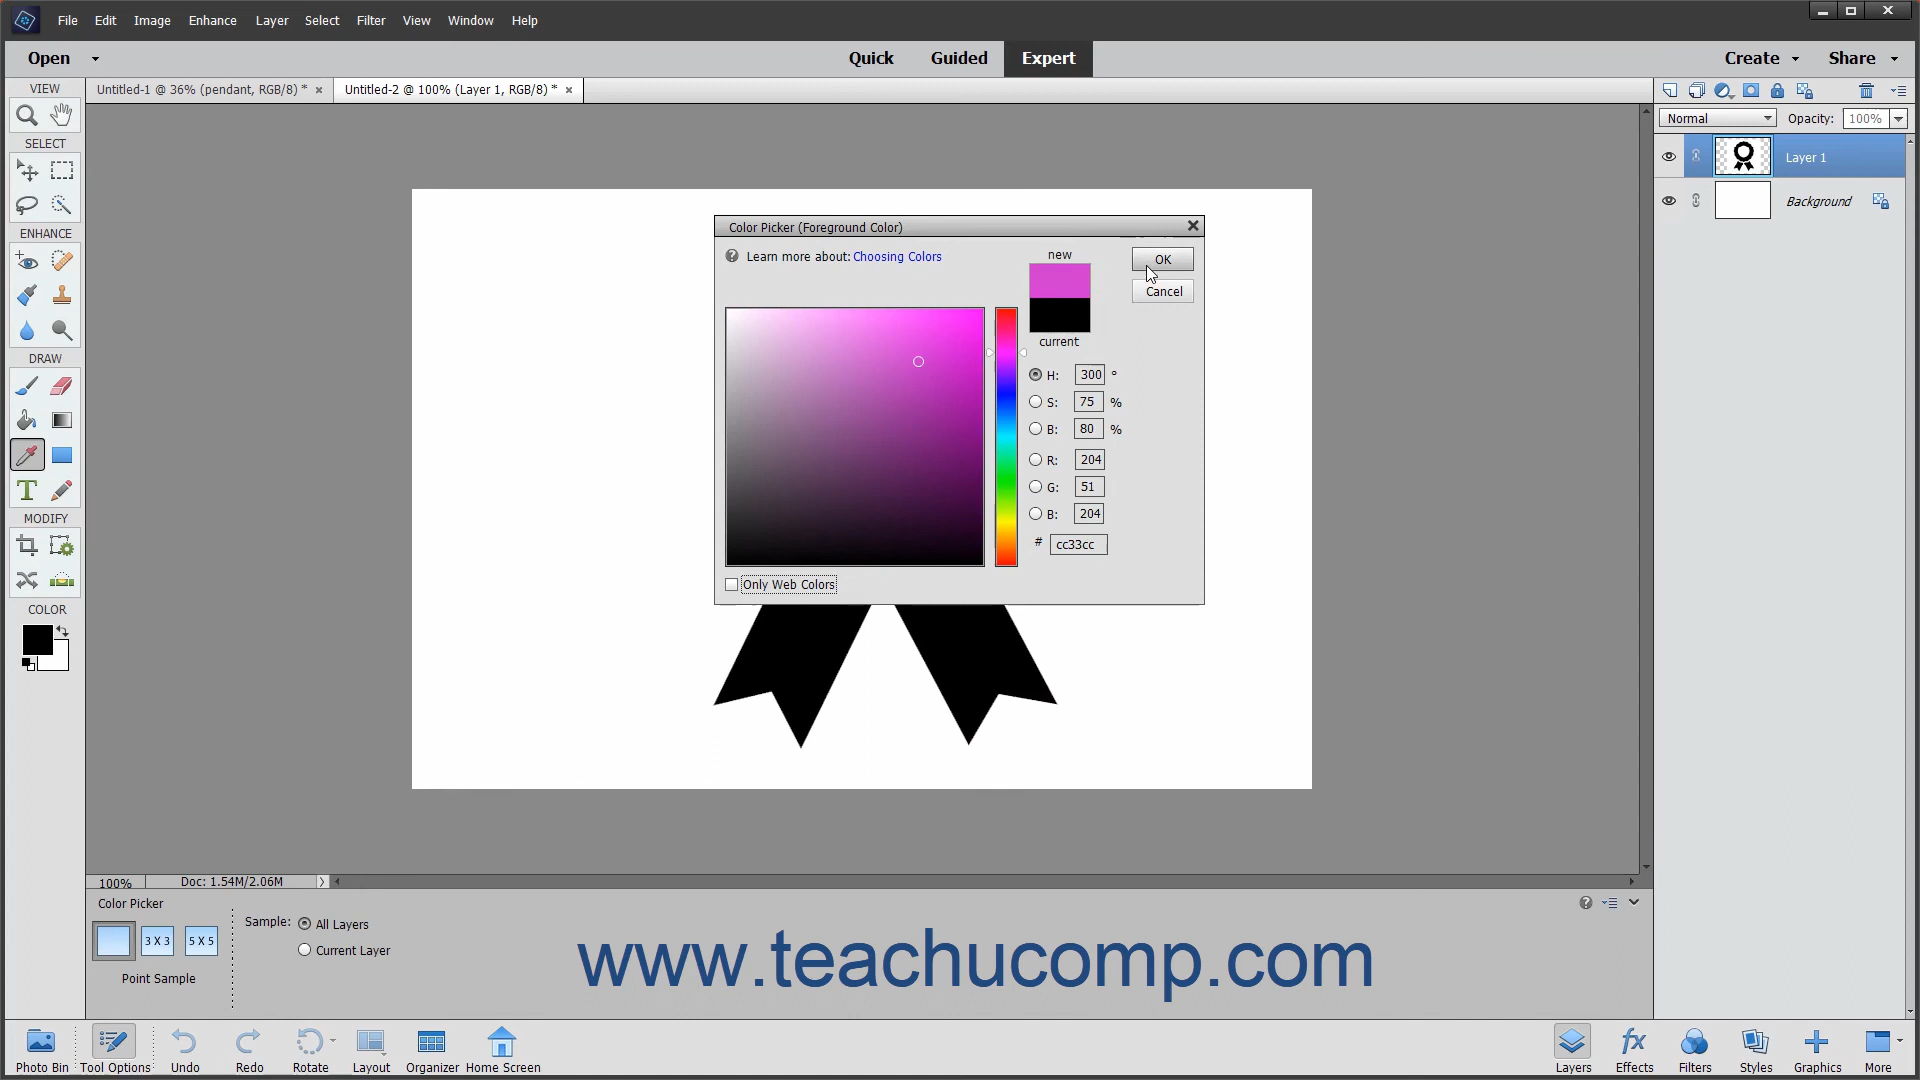 File Edit Image Enhance Layer Select Filter View Window Help
Open Quick Guided Expert Create Share
VIEW
Untitled-1 @ 36% (pendant, RGB/8) * × Untitled-2 @ 100% (Layer 1, RGB/8) * ×
Normal Opacity: 100%
SELECT
Layer 1
Background
ENHANCE
Color Picker (Foreground Color)
Learn more about: Choosing Colors
new
OK
Cancel
current
DRAW
H: 300 °
S: 75 %
B: 80 %
R: 204
G: 51
B: 204
# cc33cc
Only Web Colors
T
MODIFY
COLOR
100% Doc: 1.54M/2.06M
Color Picker
Sample: All Layers
3 X 3 5 X 5
Current Layer
Point Sample
www.teachucomp.com
fx
Photo Bin Tool Options Undo Redo Rotate Layout Organizer Home Screen Layers Effects Filters Styles Graphics More